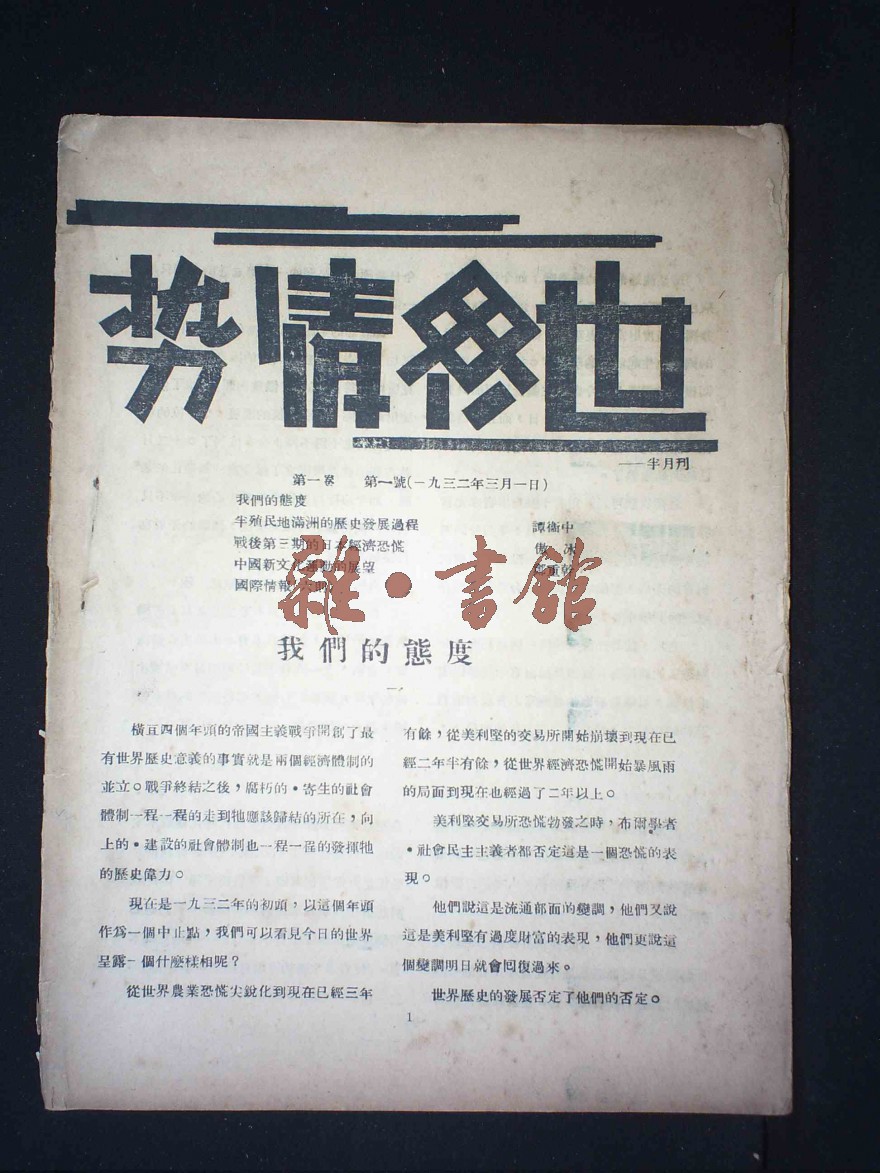 世界情势
——半月刊
第一卷 第一號(一九三二年三月一日)
我們的態度
半殖民地滿洲的歷史發展過程 譚衞中
戰後第三期的日本經濟恐慌 傲冰
中國新文化運動的展望
國際情報
雜·書館
我們的態度
一
橫亘四個年頭的帝國主義戰爭開創了最
有世界歷史意義的事實就是兩個經濟體制的
並立。戰爭終結之後，腐朽的·寄生的社會
體制一程一程的走到牠應該歸結的所在，向
上的·建設的社會體制也一程一程的發揮牠
的歷史偉力。
現在是一九三二年的初頭，以這個年頭
作爲一個中止點，我們可以看見今日的世界
呈露一個什麽樣相呢？
從世界農業恐慌尖銳化到現在已經三年
有餘，從美利堅的交易所開始崩壞到現在已
經二年半有餘，從世界經濟恐慌開始暴風雨
的局面到現在也經過了二年以上。
美利堅交易所恐慌勃發之時，布爾學者
·社會民主主義者都否定這是一個恐慌的表
現。
他們說這是流通部面的變調，他們又說
這是美利堅有過度財富的表現，他們更說這
個變調明日就會囘復過來。
世界歷史的發展否定了他們的否定。
1